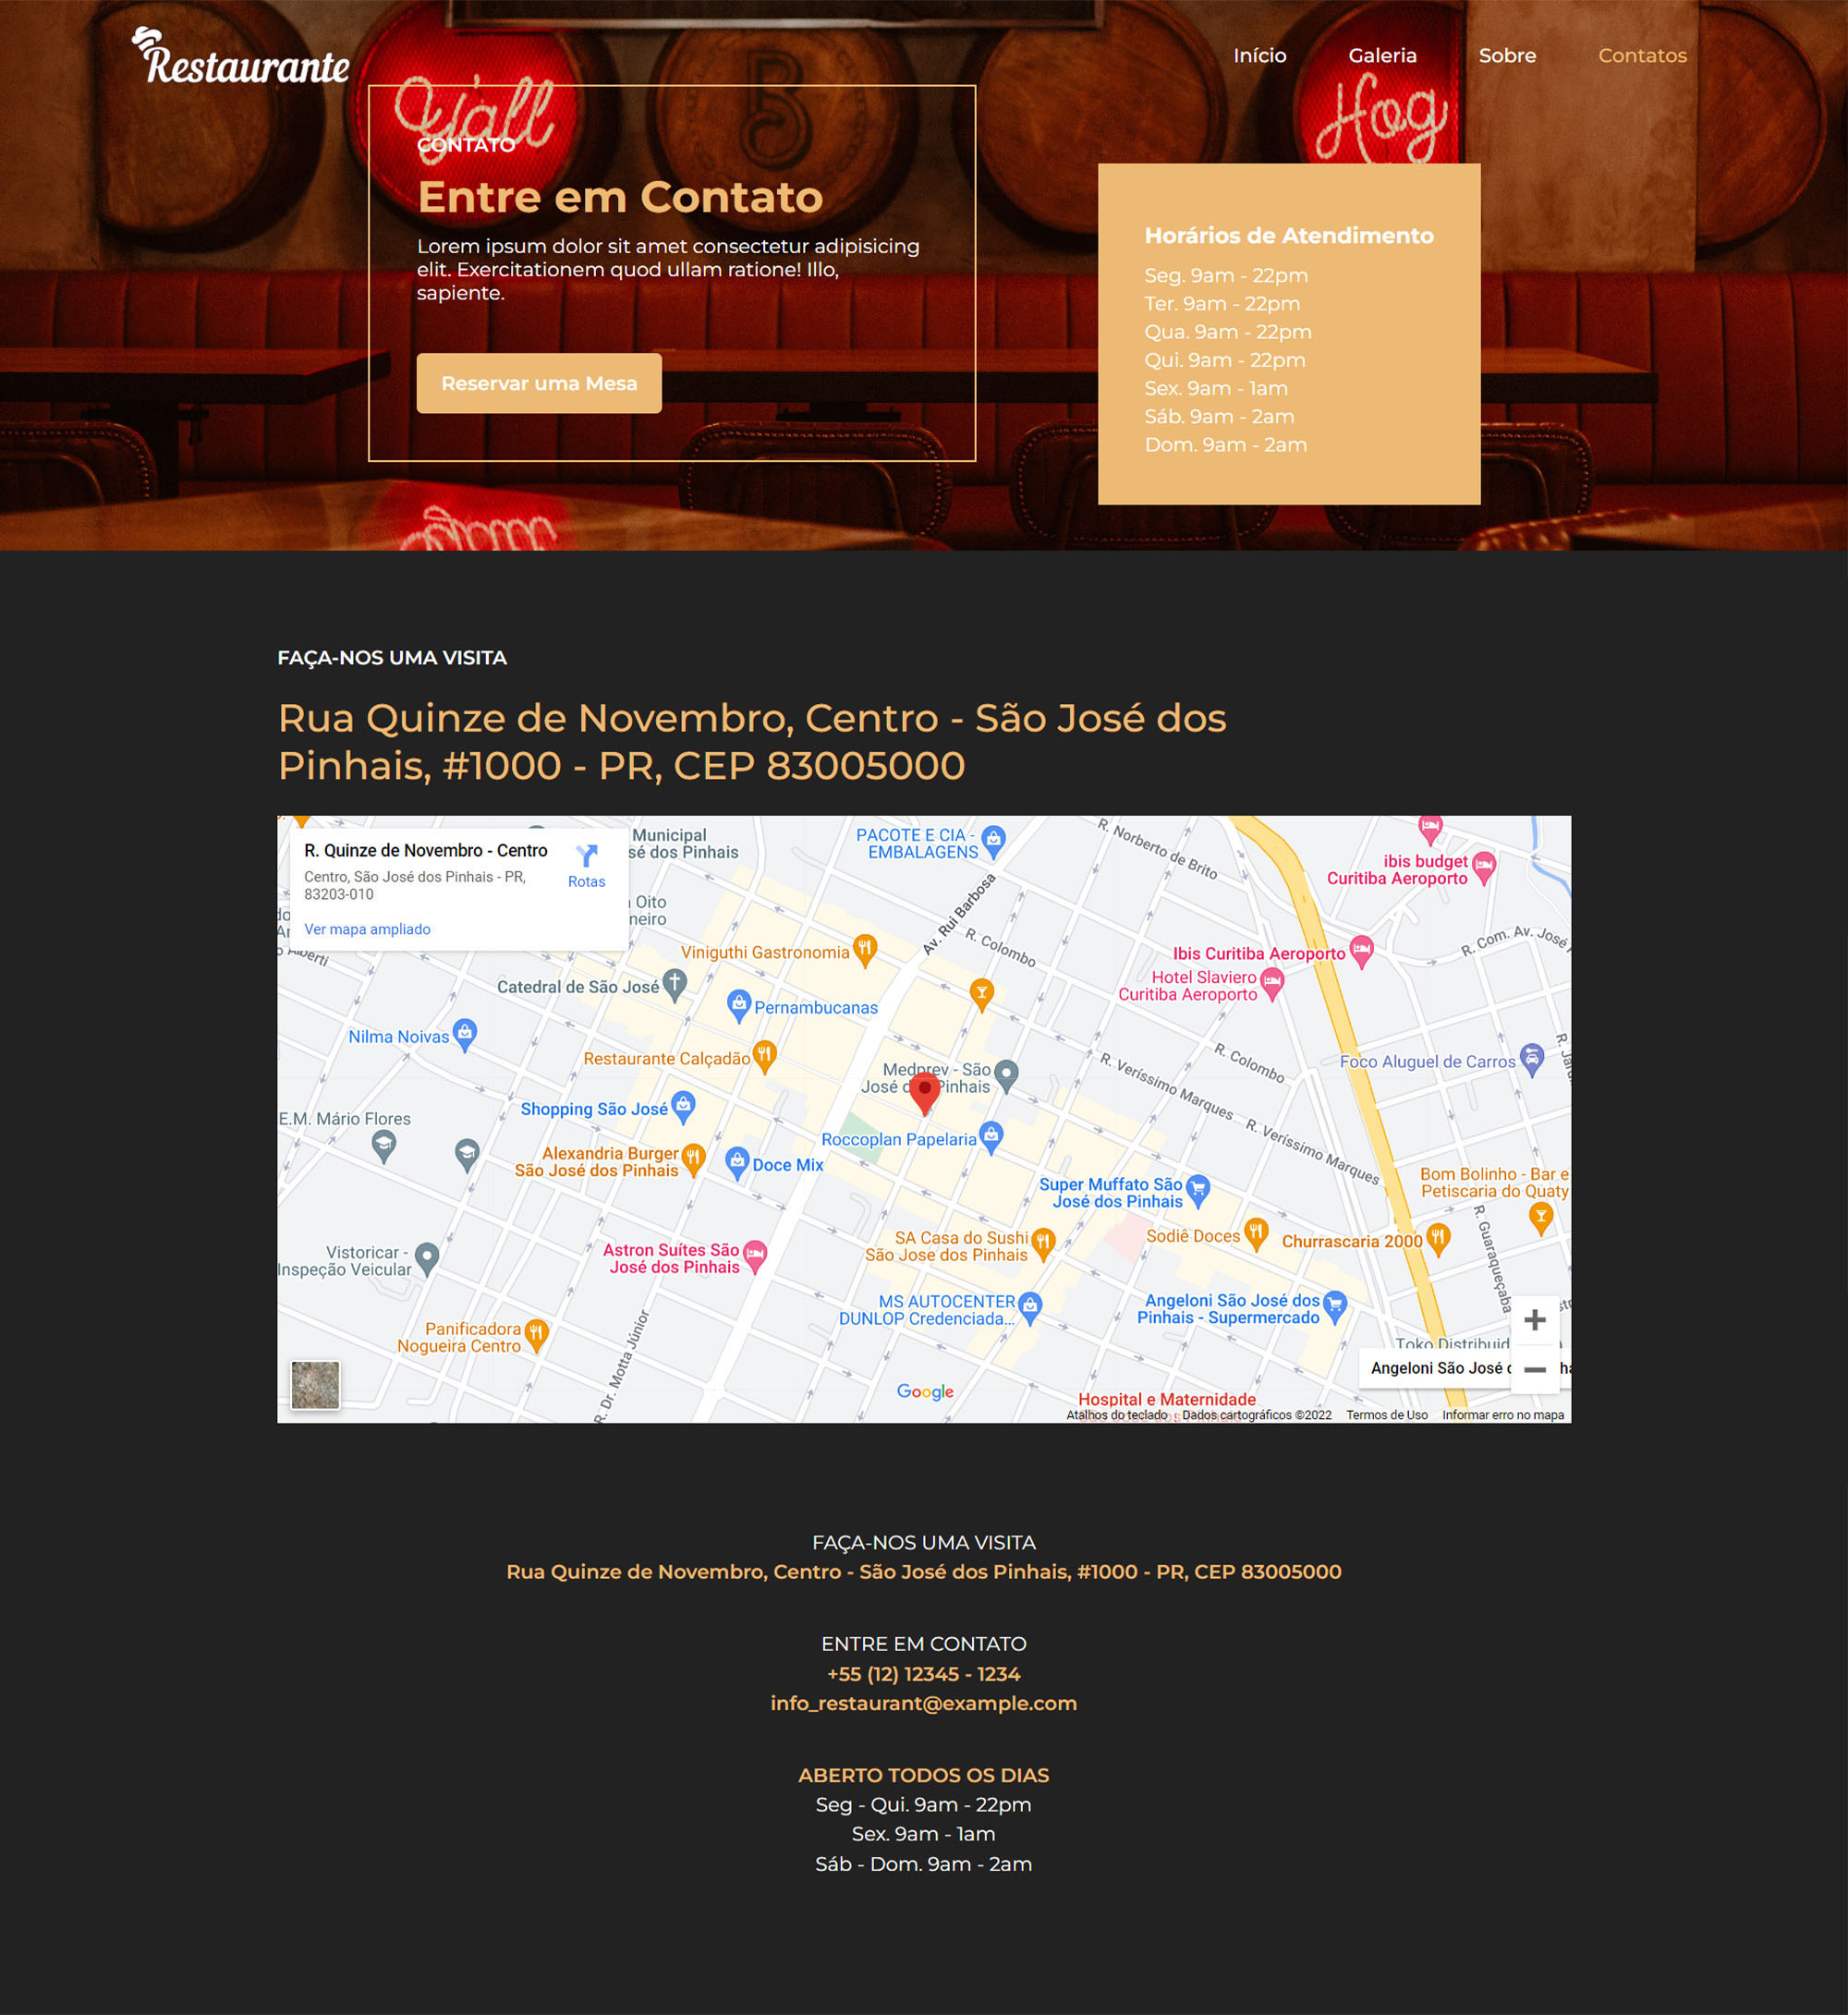 Restaurante
Início
Galeria
Sobre
Contatos
Y'all
Hog
B
CONTATO
Entre em Contato
Lorem ipsum dolor sit amet consectetur adipisicing
elit. Exercitationem quod ullam ratione! Illo,
sapiente.
Reservar uma Mesa
Horários de Atendimento
Seg. 9am - 22pm
Ter. 9am - 22pm
Qua. 9am - 22pm
Qui. 9am - 22pm
Sex. 9am - 1am
Sáb. 9am - 2am
Dom. 9am - 2am
FAÇA-NOS UMA VISITA
Rua Quinze de Novembro, Centro - São José dos
Pinhais, #1000 - PR, CEP 83005000
R. Quinze de Novembro - Centro
Centro, São José dos Pinhais - PR,
83203-010
Rotas
Ver mapa ampliado
Municipal
sé dos Pinhais
Oito
neiro
PACOTE E CIA -
EMBALAGENS
R. Norberto de Brito
ibis budget
Curitiba Aeroporto
Av. Rui Barbosa
R. Colombo
Viniguthi Gastronomia
Ibis Curitiba Aeroporto
R. Com. Av. José
Hotel Slaviero
Curitiba Aeroporto
Catedral de São José
Pernambucanas
Nilma Noivas
Restaurante Calçadão
Medprev - São
José d Pinhais
R. Colombo
Foco Aluguel de Carros
R. Veríssimo Marques
Shopping São José
E.M. Mário Flores
Roccoplan Papelaria
R. Veríssimo Marques
Alexandria Burger
São José dos Pinhais
Doce Mix
Super Muffato São
José dos Pinhais
Bom Bolinho - Bar e
Petiscaria do Quaty
R. Guaraqueçaba
Vistoricar -
Inspeção Veicular
Astron Suítes São
José dos Pinhais
SA Casa do Sushi
São Jose dos Pinhais
Sodiê Doces
Churrascaria 2000
MS AUTOCENTER
DUNLOP Credenciada...
Angeloni São José dos
Pinhais - Supermercado
Panificadora
Nogueira Centro
R. Dr. Motta Júnior
Toko Distribuid
Angeloni São José
Google
Hospital e Maternidade
Atalhos do teclado
Dados cartográficos ©2022
Termos de Uso
Informar erro no mapa
FAÇA-NOS UMA VISITA
Rua Quinze de Novembro, Centro - São José dos Pinhais, #1000 - PR, CEP 83005000
ENTRE EM CONTATO
+55 (12) 12345 - 1234
info_restaurant@example.com
ABERTO TODOS OS DIAS
Seg - Qui. 9am - 22pm
Sex. 9am - 1am
Sáb - Dom. 9am - 2am